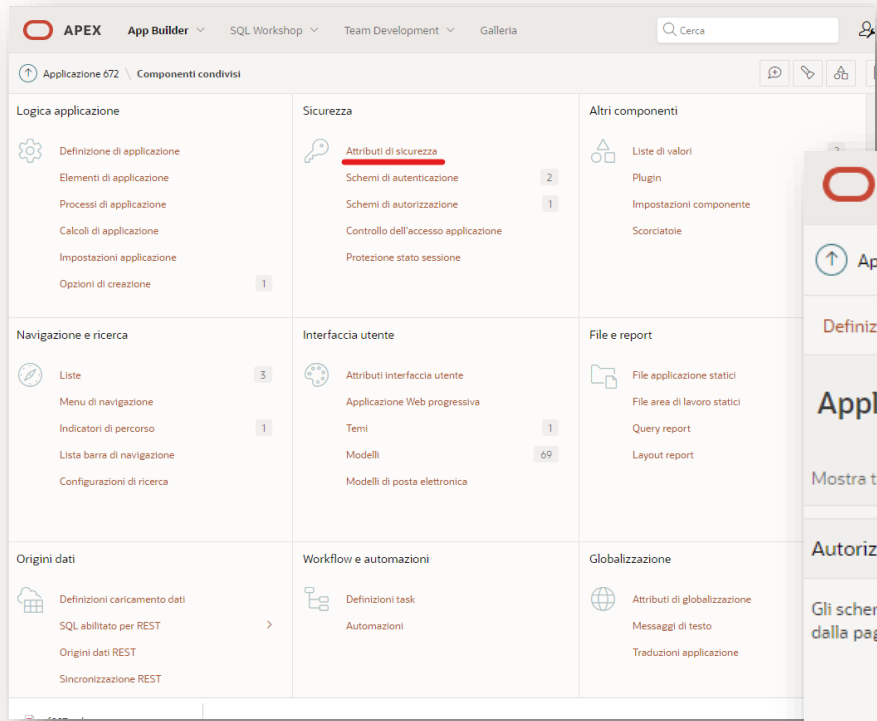 APEX App Builder SQL Workshop Team Development Galleria Cerca
Applicazione 672 \ Componenti condivisi
Logica applicazione
Definizione di applicazione
Elementi di applicazione
Processi di applicazione
Calcoli di applicazione
Impostazioni applicazione
Opzioni di creazione 1
Sicurezza
Attributi di sicurezza
Schemi di autenticazione 2
Schemi di autorizzazione 1
Controllo dell'accesso applicazione
Protezione stato sessione
Altri componenti
Liste di valori
Plugin
Impostazioni componente
Scorciatoie
Navigazione e ricerca
Liste 3
Menu di navigazione
Indicatori di percorso 1
Lista barra di navigazione
Configurazioni di ricerca
Interfaccia utente
Attributi interfaccia utente
Applicazione Web progressiva
Temi 1
Modelli 69
Modelli di posta elettronica
File e report
File applicazione statici
File area di lavoro statici
Query report
Layout report
Origini dati
Definizioni caricamento dati
SQL abilitato per REST
Origini dati REST
Sincronizzazione REST
Workflow e automazioni
Definizioni task
Automazioni
Globalizzazione
Attributi di globalizzazione
Messaggi di testo
Traduzioni applicazione
Ap
Definiz
Appl
Mostra t
Autoriz
Gli scher
dalla pag